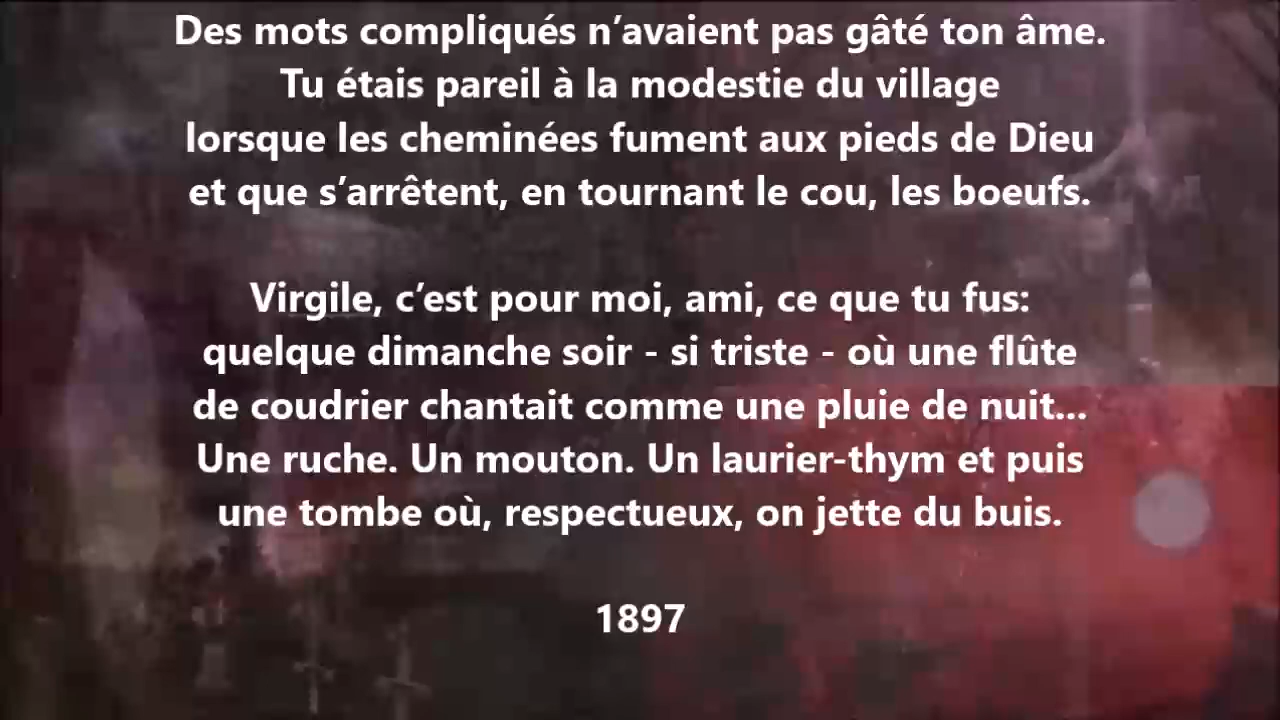 Des mots compliqués n’avaient pas gâté ton âme.
Tu étais pareil à la modestie du village
lorsque les cheminées fument aux pieds de Dieu
et que s’arrêtent, en tournant le cou, les boeufs.
Virgile, c’est pour moi, ami, ce que tu fus:
quelque dimanche soir - si triste - où une flûte
de coudrier chantait comme une pluie de nuit...
Une ruche. Un mouton. Un laurier-thym et puis
une tombe où, respectueux, on jette du buis.
1897